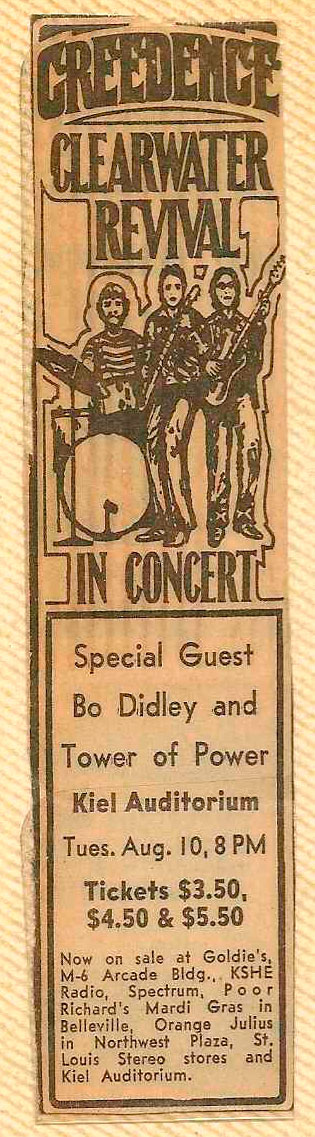 CREEDENCE
CLEARWATER
REVIVAL
IN CONCERT
Special Guest
Bo Didley and
Tower of Power
Kiel Auditorium
Tues. Aug. 10, 8 PM
Tickets $3.50,
$4.50 & $5.50
Now on sale at Goldie's,
M-6 Arcade Bldg., KSHE
Radio, Spectrum, Poor
Richard's Mardi Gras in
Belleville, Orange Julius
in Northwest Plaza, St.
Louis Stereo stores and
Kiel Auditorium.